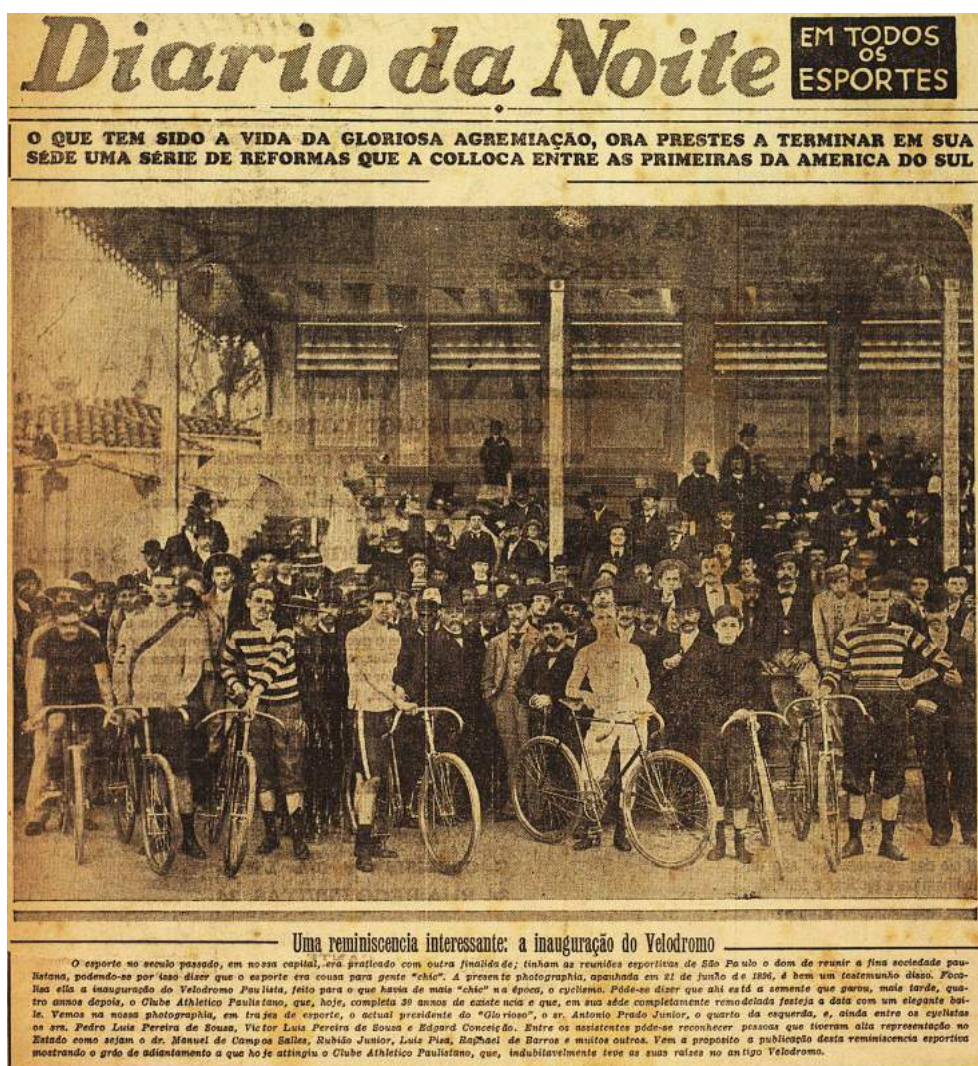 Diario da Noite
EM TODOS
OS
ESPORTES
O QUE TEM SIDO A VIDA DA GLORIOSA AGREMIAÇÃO, ORA PRESTES A TERMINAR EM SUA
SÉDE UMA SÉRIE DE REFORMAS QUE A COLLOCA ENTRE AS PRIMEIRAS DA AMERICA DO SUL
Uma reminiscencia interessante: a inauguração do Velodromo
O esporte no seculo passado, em nossa capital, era praticado com outra finalidade; tinham as reuniões esportivas de São Paulo o dom de reunir a fina sociedade pau-
listana, podendo-se por isso dizer que o esporte era cousa para gente "chic". A presente photographia, apanhada em 21 de junho de 1896, é bem um testemunho disso. Foca-
lisa ella a inauguração do Velodromo Paulista, feito para o que havia de mais "chic" na época, o cyclismo. Póde-se dizer que ahi está a semente que gerou, mais tarde, qua-
tro annos depois, o Clube Athletico Paulistano, que, hoje, completa 39 annos de existencia e que, em sua séde completamente remodelada festeja a data com um elegante bai-
le. Vemos na nossa photographia, em trajes de esporte, o actual presidente do "Glorioso", o sr. Antonio Prado Junior, o quarto da esquerda, e, ainda entre os cyclistas
os srs. Pedro Luis Pereira de Sousa, Victor Luis Pereira de Sousa e Edgard Conceição. Entre os assistentes póde-se reconhecer pessoas que tiveram alta representação no
Estado como sejam o dr. Manuel de Campos Salles, Rubião Junior, Luis Pisa, Raphael de Barros e muitos outros. Vem a proposito a publicação desta reminiscencia esportiva
mostrando o gráo de adiantamento a que hoje attingiu o Clube Athletico Paulistano, que, indubitavelmente teve as suas raizes no antigo Velodromo.